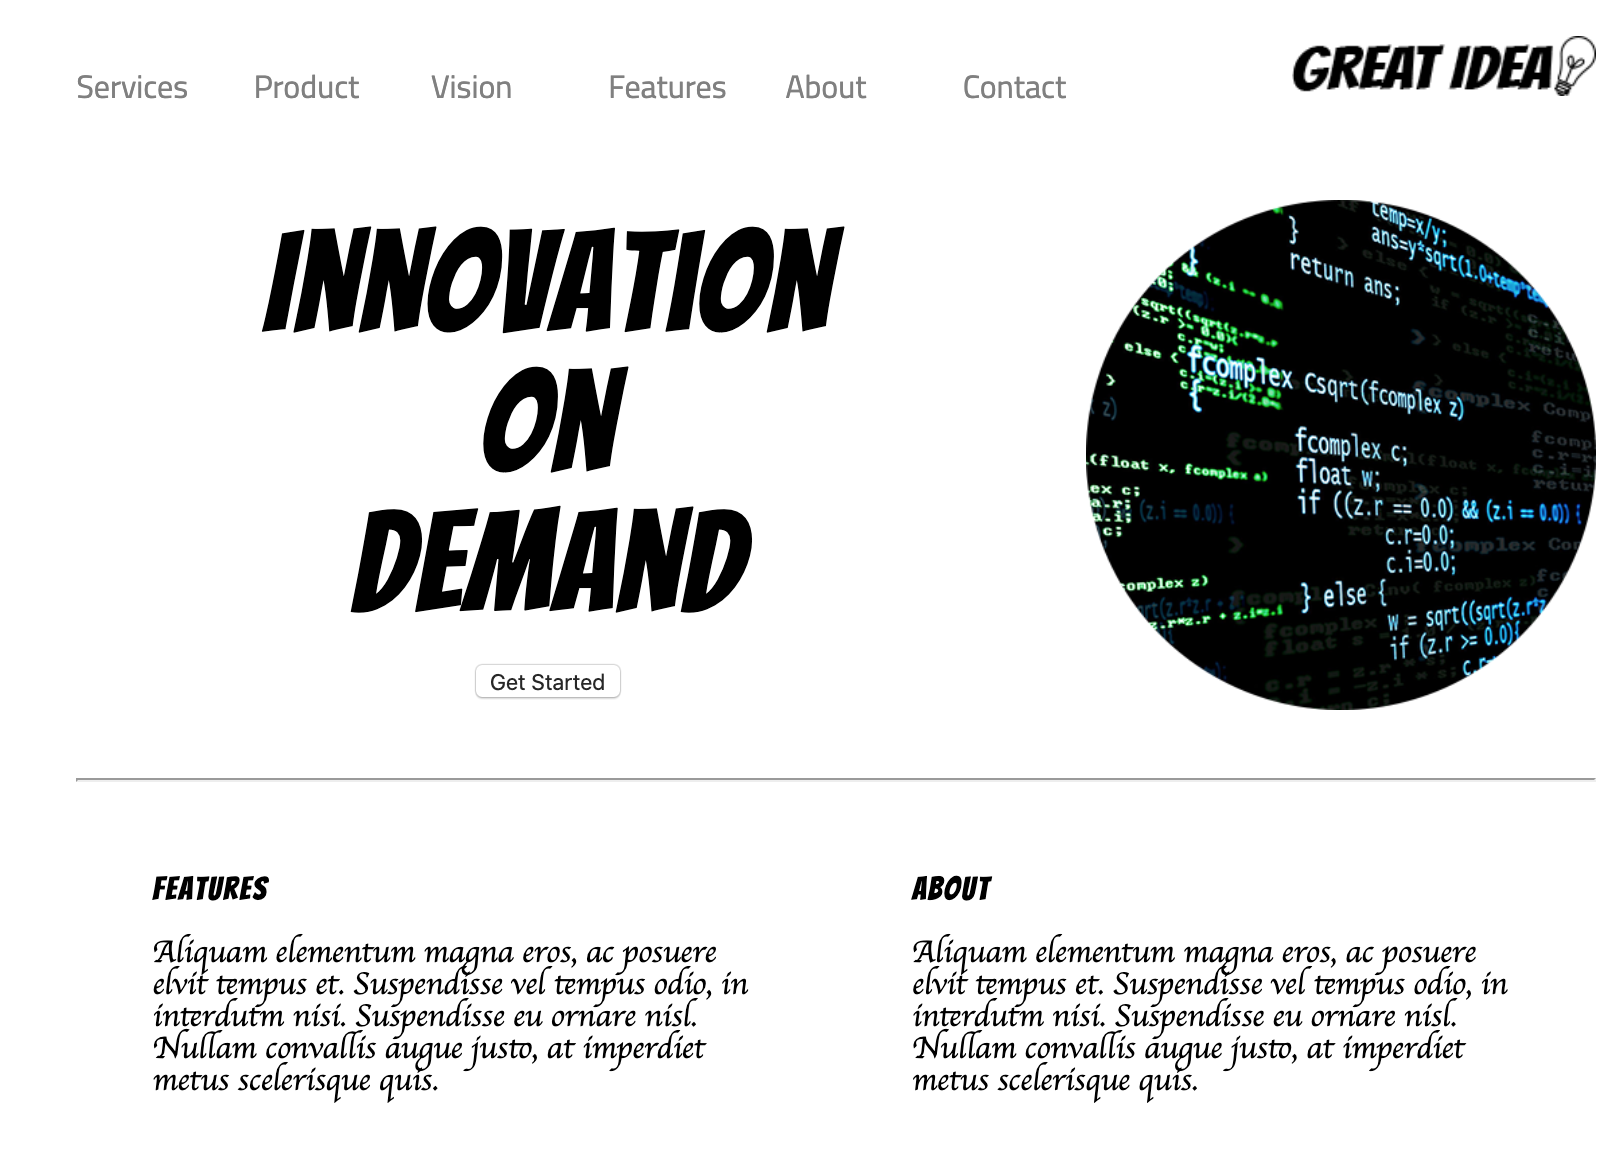 Services Product Vision Features About Contact
GREAT IDEA
INNOVATION
ON
DEMAND
Get Started
temp=x/y;
ans=y*sqrt(1.0+temp*tem
}
return ans;
}
else {
fcomplex Csqrt(fcomplex z)
{
fcomplex c;
float w;
if ((z.r == 0.0) && (z.i == 0.0)) {
c.r=0.0;
c.i=0.0;
} else {
w = sqrt((sqrt(z.r*z
if (z.r >= 0.0){
(float x, fcomplex a)
complex z)
FEATURES
Aliquam elementum magna eros, ac posuere
elvit tempus et. Suspendisse vel tempus odio, in
interdutm nisi. Suspendisse eu ornare nisl.
Nullam convallis augue justo, at imperdiet
metus scelerisque quis.
ABOUT
Aliquam elementum magna eros, ac posuere
elvit tempus et. Suspendisse vel tempus odio, in
interdutm nisi. Suspendisse eu ornare nisl.
Nullam convallis augue justo, at imperdiet
metus scelerisque quis.